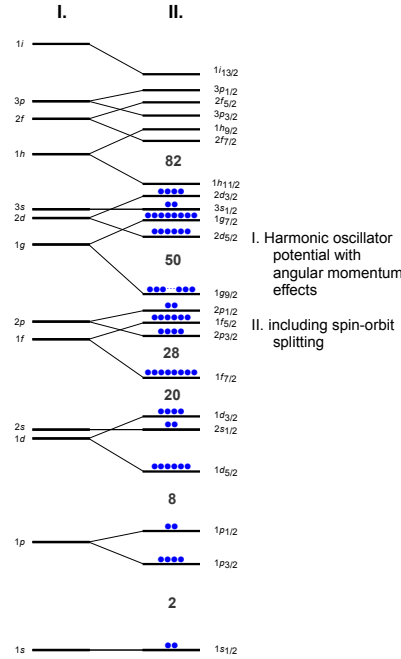 I. II.
1i
1i13/2
3p1/2
3p
2f5/2
3p3/2
2f
1h9/2
2f7/2
1h
82
1h11/2
2d3/2
3s
3s1/2
2d
1g7/2
2d5/2
1g
50
1g9/2
2p1/2
2p
1f5/2
2p3/2
1f
28
1f7/2
20
1d3/2
2s
2s1/2
1d
1d5/2
8
1p1/2
1p
1p3/2
2
1s
1s1/2
I. Harmonic oscillator
potential with
angular momentum
effects
II. including spin-orbit
splitting